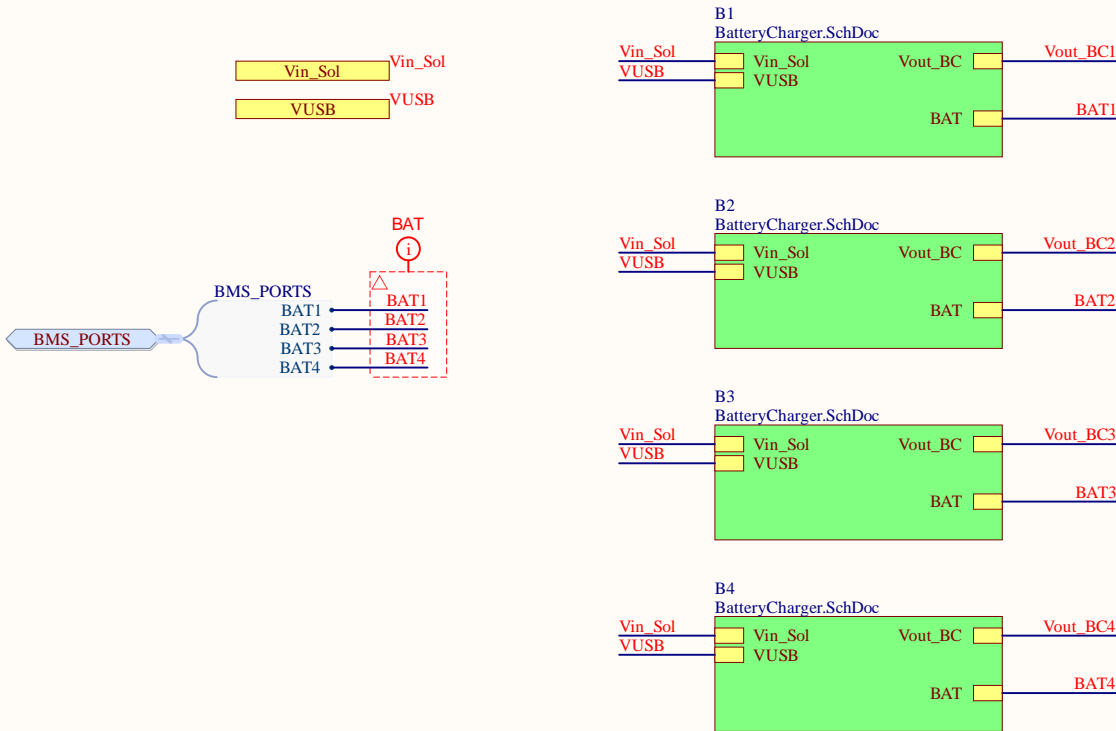 Vin_Sol Vin_Sol
VUSB VUSB
BAT
i
BMS_PORTS
BMS_PORTS
BAT1 BAT1
BAT2 BAT2
BAT3 BAT3
BAT4 BAT4
B1
BatteryCharger.SchDoc
Vin_Sol Vin_Sol Vout_BC Vout_BC1
VUSB VUSB
BAT BAT1
B2
BatteryCharger.SchDoc
Vin_Sol Vin_Sol Vout_BC Vout_BC2
VUSB VUSB
BAT BAT2
B3
BatteryCharger.SchDoc
Vin_Sol Vin_Sol Vout_BC Vout_BC3
VUSB VUSB
BAT BAT3
B4
BatteryCharger.SchDoc
Vin_Sol Vin_Sol Vout_BC Vout_BC4
VUSB VUSB
BAT BAT4